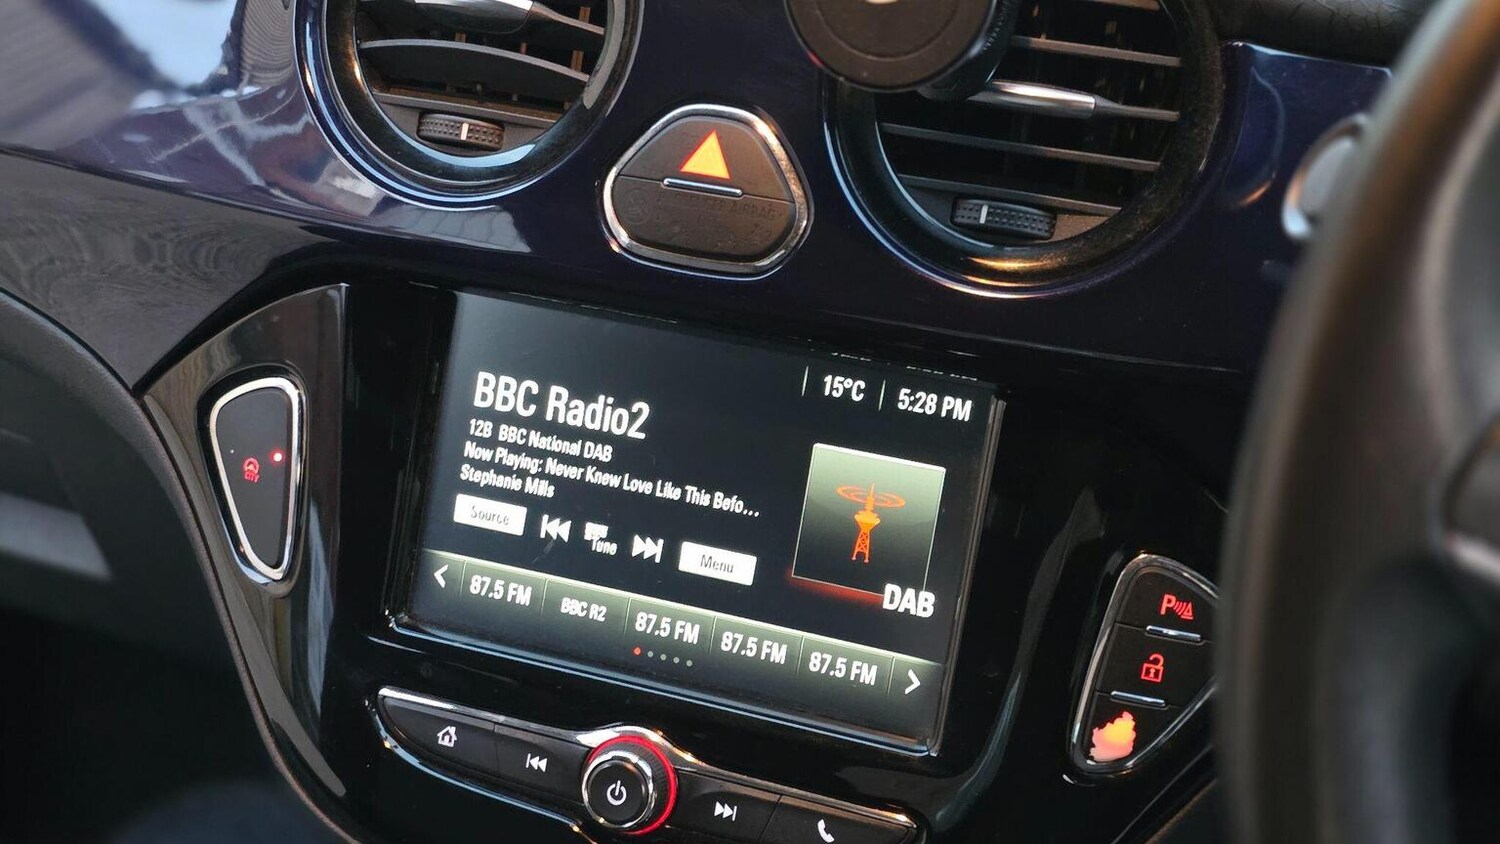 15°C
5:28 PM
BBC Radio2
12B BBC National DAB
Now Playing: Never Knew Love Like This Befo...
Stephanie Mills
Source
Tune
Menu
DAB
87.5 FM
BBC R2
87.5 FM
87.5 FM
87.5 FM
CITY
P